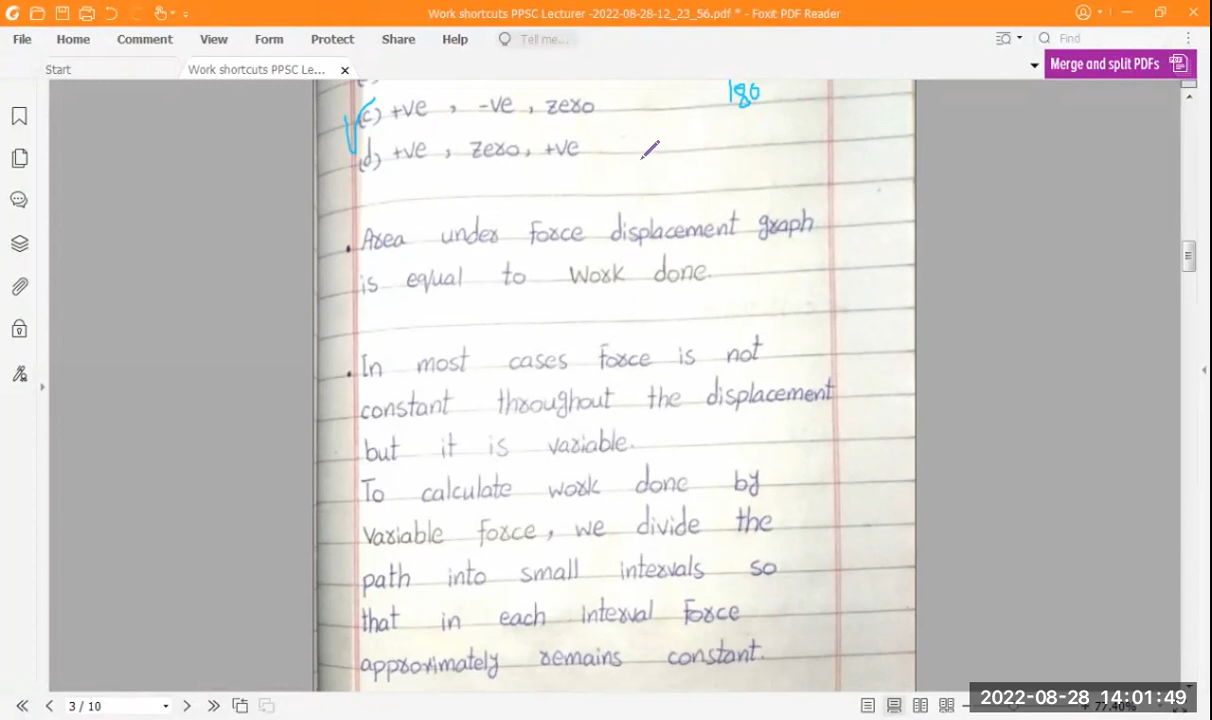 Work shortcuts PPSC Lecturer -2022-08-28-12_23_56.pdf * - Foxit PDF Reader
File Home Comment View Form Protect Share Help Tell me... Find
Start Work shortcuts PPSC Le... Merge and split PDFs
180
(c) +ve , -ve , zero
(d) +ve , zero, +ve
. Area under force displacement graph
is equal to Work done.
. In most cases force is not
constant throughout the displacement
but it is variable.
To calculate work done by
variable force, we divide the
path into small intervals so
that in each Interval Force
approximately remains constant.
3 / 10
2022-08-28 14:01:49
77.40%